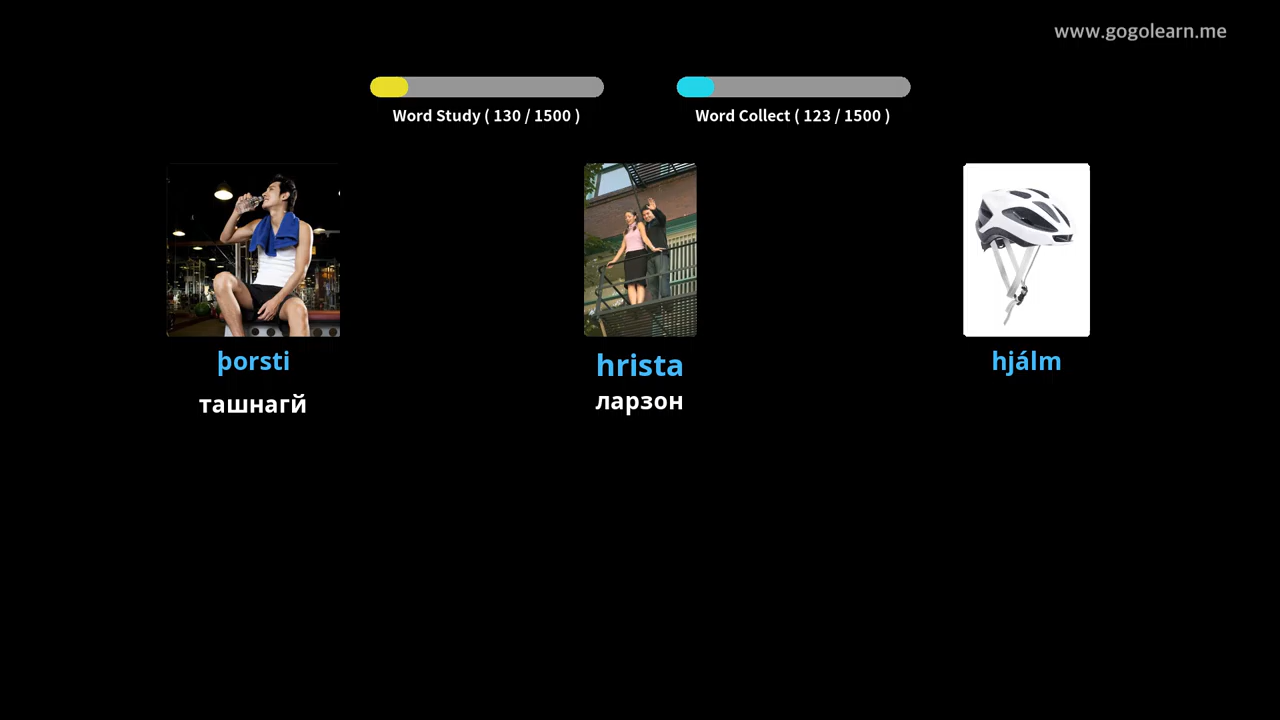 www.gogolearn.me
Word Study ( 130 / 1500 )
Word Collect ( 123 / 1500 )
þorsti
hrista
hjálm
ташнагӣ
ларзон